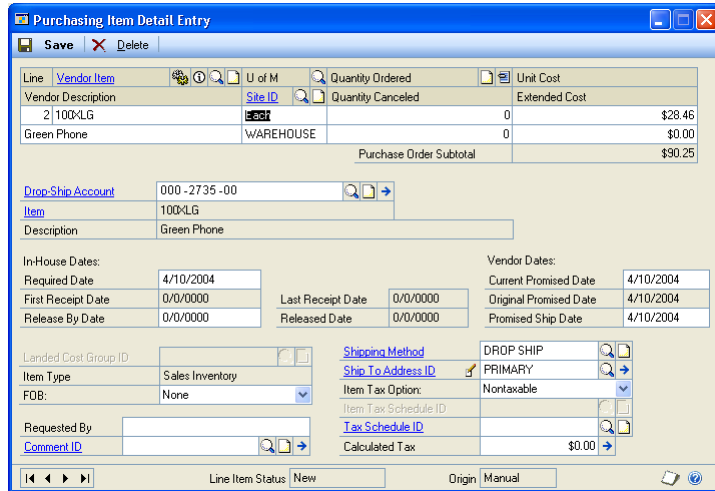 Purchasing Item Detail Entry
Save Delete
Line Vendor Item U of M Quantity Ordered Unit Cost
Vendor Description Site ID Quantity Canceled Extended Cost
2 100XLG Each 0 $28.46
Green Phone WAREHOUSE 0 $0.00
Purchase Order Subtotal $90.25
Drop-Ship Account 000 -2735 -00
Item 100XLG
Description Green Phone
In-House Dates: Vendor Dates:
Required Date 4/10/2004 Current Promised Date 4/10/2004
First Receipt Date 0/0/0000 Last Receipt Date 0/0/0000 Original Promised Date 4/10/2004
Release By Date 0/0/0000 Released Date 0/0/0000 Promised Ship Date 4/10/2004
Landed Cost Group ID Shipping Method DROP SHIP
Item Type Sales Inventory Ship To Address ID PRIMARY
FOB: None Item Tax Option: Nontaxable
Item Tax Schedule ID
Requested By Tax Schedule ID
Comment ID Calculated Tax $0.00
Line Item Status New Origin Manual